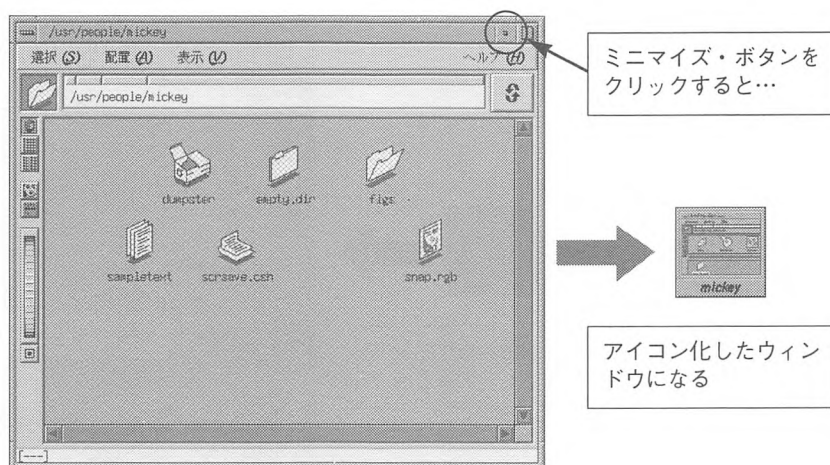 /usr/people/mickey
選択 (S) 配置 (A) 表示 (V) ヘルプ (H)
/usr/people/mickey
dumpster empty.dir figs
sampletext scrsave.csh snap.rgb
[---]
ミニマイズ・ボタンを
クリックすると…
mickey
アイコン化したウィン
ドウになる